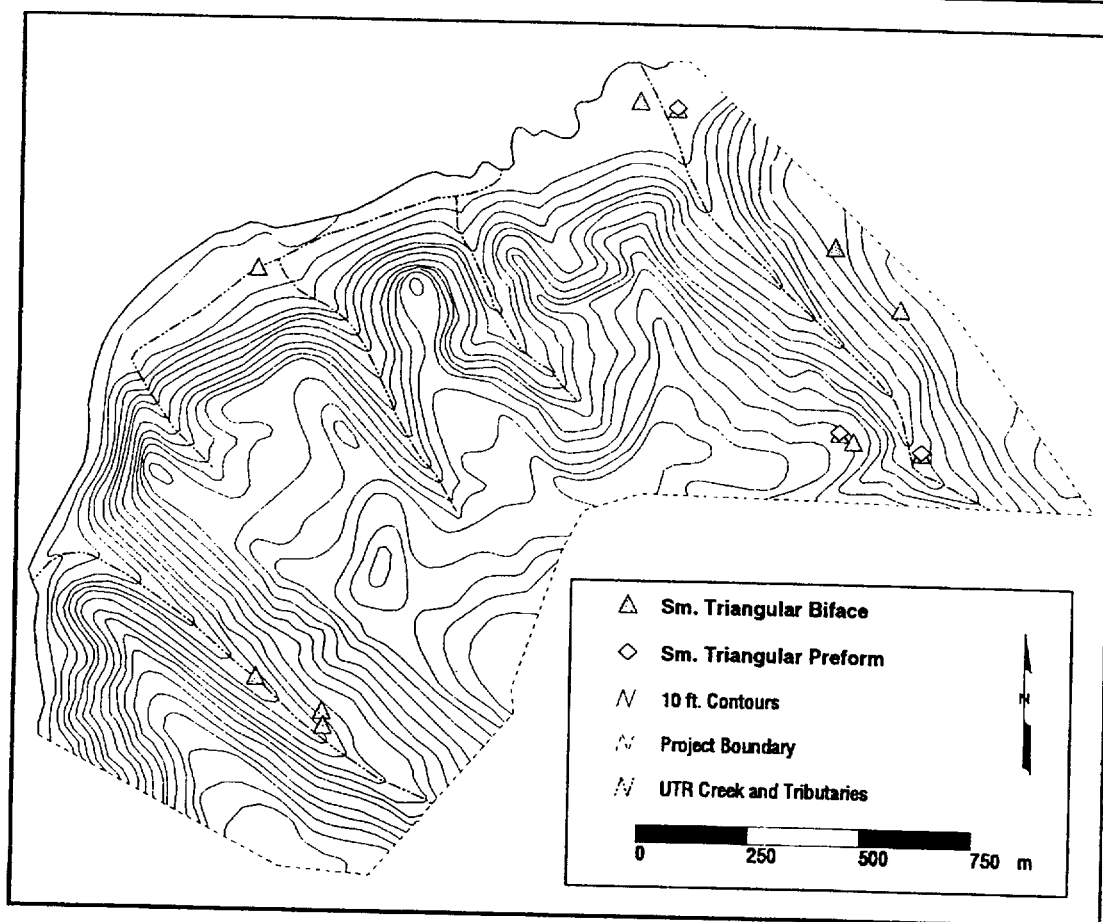 Sm. Triangular Biface
Sm. Triangular Preform
10 ft. Contours
N
Project Boundary
UTR Creek and Tributaries
0 250 500 750 m